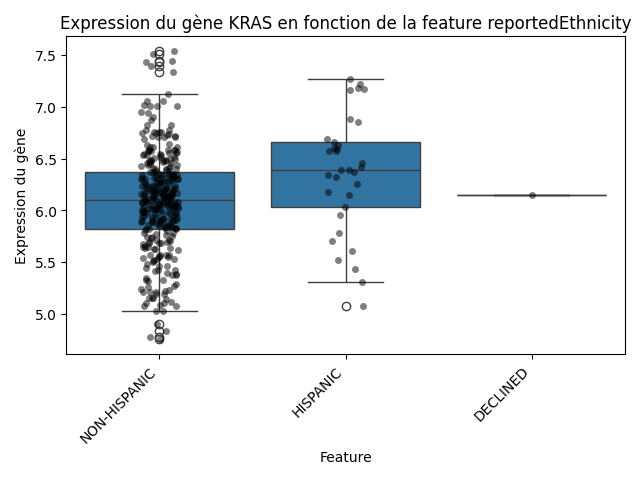 Expression du gène KRAS en fonction de la feature reportedEthnicity
Expression du gène
7.5
7.0
6.5
6.0
5.5
5.0
NON-HISPANIC
HISPANIC
DECLINED
Feature